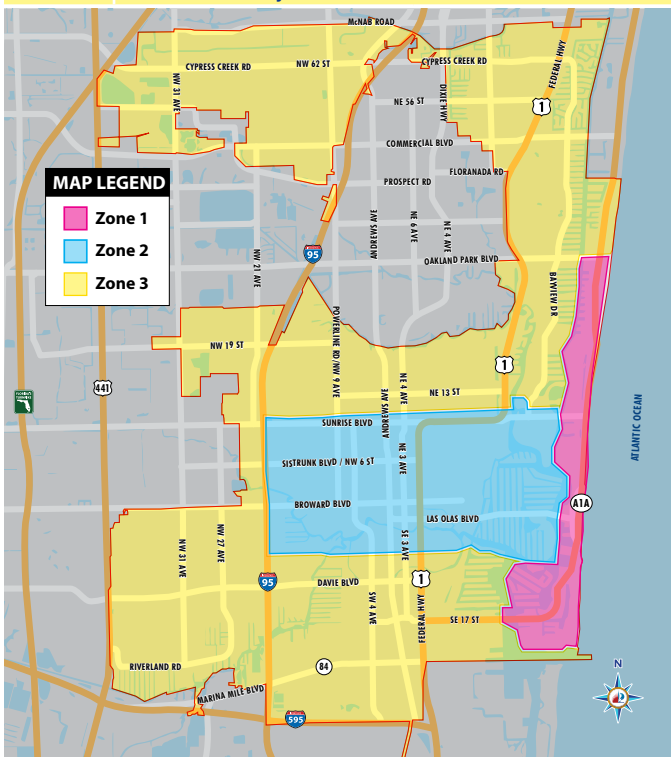 McNAB ROAD
CYPRESS CREEK RD
NW 62 ST
CYPRESS CREEK RD
FEDERAL HWY
NW 31 AVE
NE 56 ST
DIXIE HWY
1
COMMERCIAL BLVD
FLORANADA RD
PROSPECT RD
MAP LEGEND
Zone 1
Zone 2
Zone 3
ANDREWS AVE
NE 6 AVE
NE 4 AVE
NW 21 AVE
95
OAKLAND PARK BLVD
BAYVIEW DR
POWERLINE RD/NW 9 AVE
NW 19 ST
1
441
ANDREWS AVE
NE 4 AVE
NE 13 ST
SUNRISE BLVD
ATLANTIC OCEAN
NE 3 AVE
SISTRUNK BLVD / NW 6 ST
BROWARD BLVD
LAS OLAS BLVD
A1A
NW 31 AVE
NW 27 AVE
SE 3 AVE
95
DAVIE BLVD
1
SW 4 AVE
FEDERAL HWY
SE 17 ST
RIVERLAND RD
84
MARINA MILE BLVD
595
N